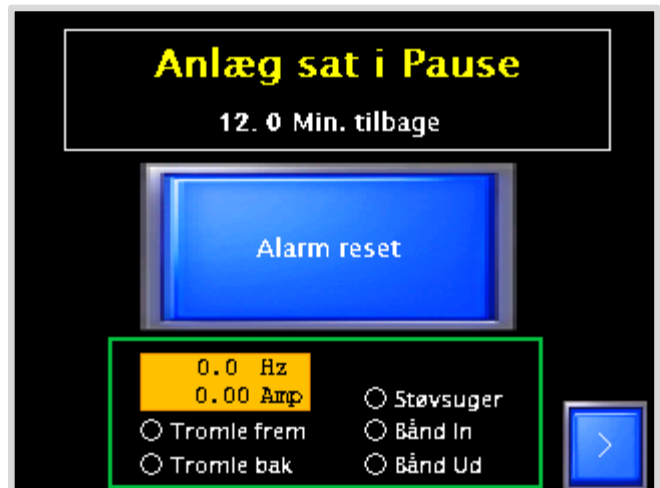 Anlæg sat i Pause
12. 0 Min. tilbage
Alarm reset
0.0 Hz
0.00 Amp
Støvsuger
Tromle frem
Bånd In
Tromle bak
Bånd Ud
>